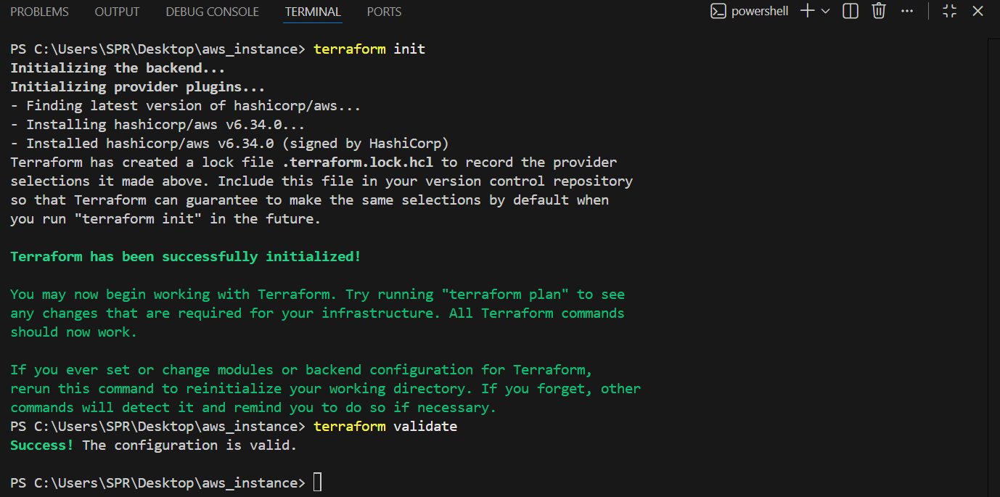 PROBLEMS OUTPUT DEBUG CONSOLE TERMINAL PORTS powershell
PS C:\Users\SPR\Desktop\aws_instance> terraform init
Initializing the backend...
Initializing provider plugins...
- Finding latest version of hashicorp/aws...
- Installing hashicorp/aws v6.34.0...
- Installed hashicorp/aws v6.34.0 (signed by HashiCorp)
Terraform has created a lock file .terraform.lock.hcl to record the provider
selections it made above. Include this file in your version control repository
so that Terraform can guarantee to make the same selections by default when
you run "terraform init" in the future.
Terraform has been successfully initialized!
You may now begin working with Terraform. Try running "terraform plan" to see
any changes that are required for your infrastructure. All Terraform commands
should now work.
If you ever set or change modules or backend configuration for Terraform,
rerun this command to reinitialize your working directory. If you forget, other
commands will detect it and remind you to do so if necessary.
PS C:\Users\SPR\Desktop\aws_instance> terraform validate
Success! The configuration is valid.
PS C:\Users\SPR\Desktop\aws_instance>